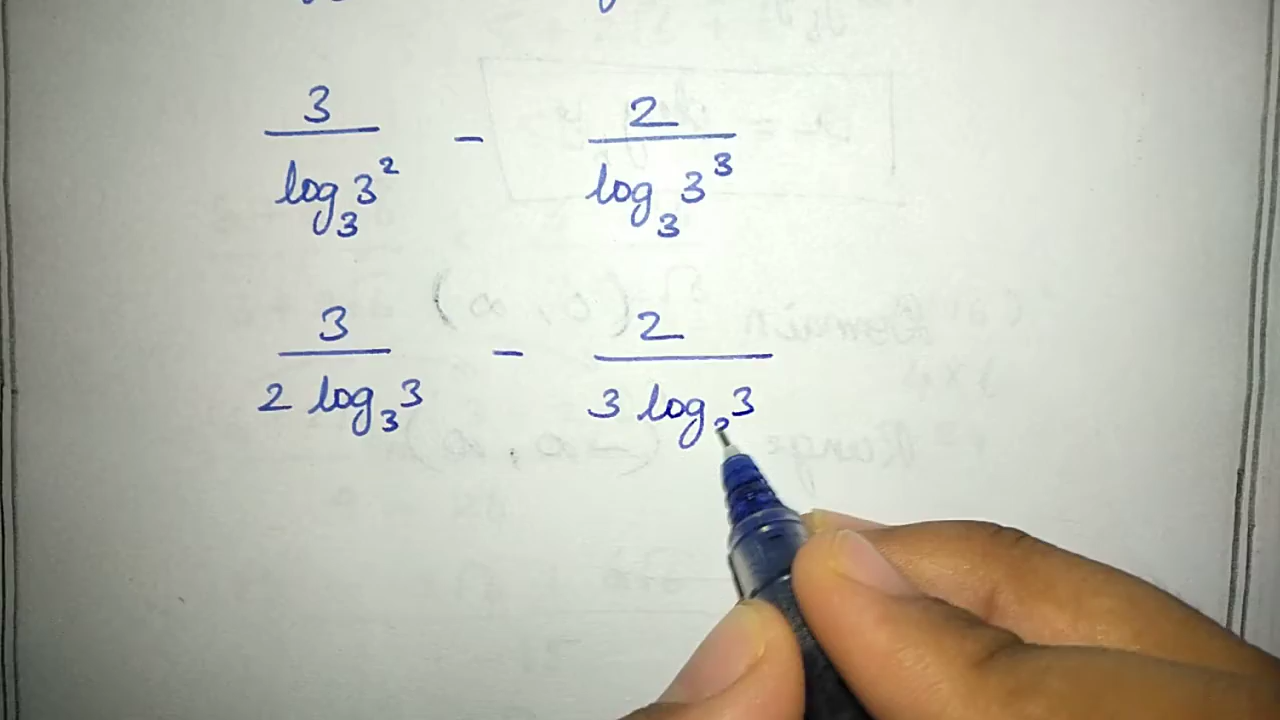 3/(log₃3²) - 2/(log₃3³)
3/(2 log₃3) - 2/(3 log₃3)